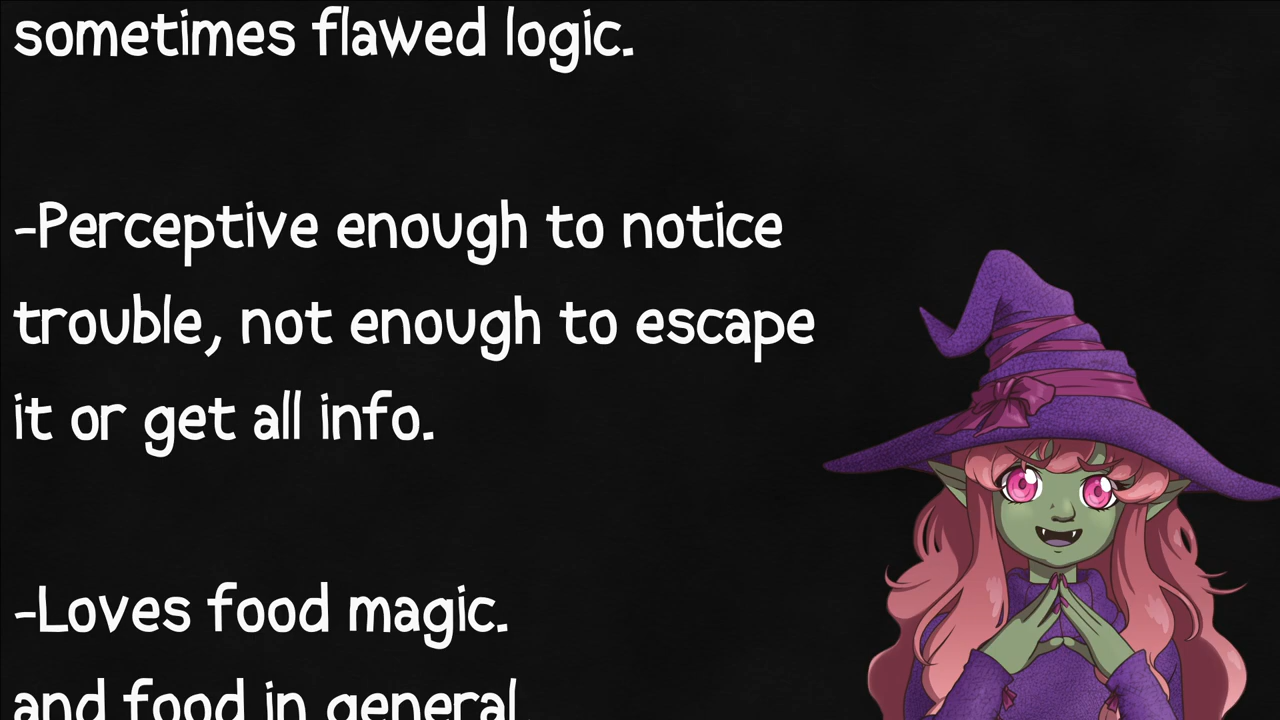 sometimes flawed logic.
-Perceptive enough to notice
trouble, not enough to escape
it or get all info.
-Loves food magic.
and food in general.